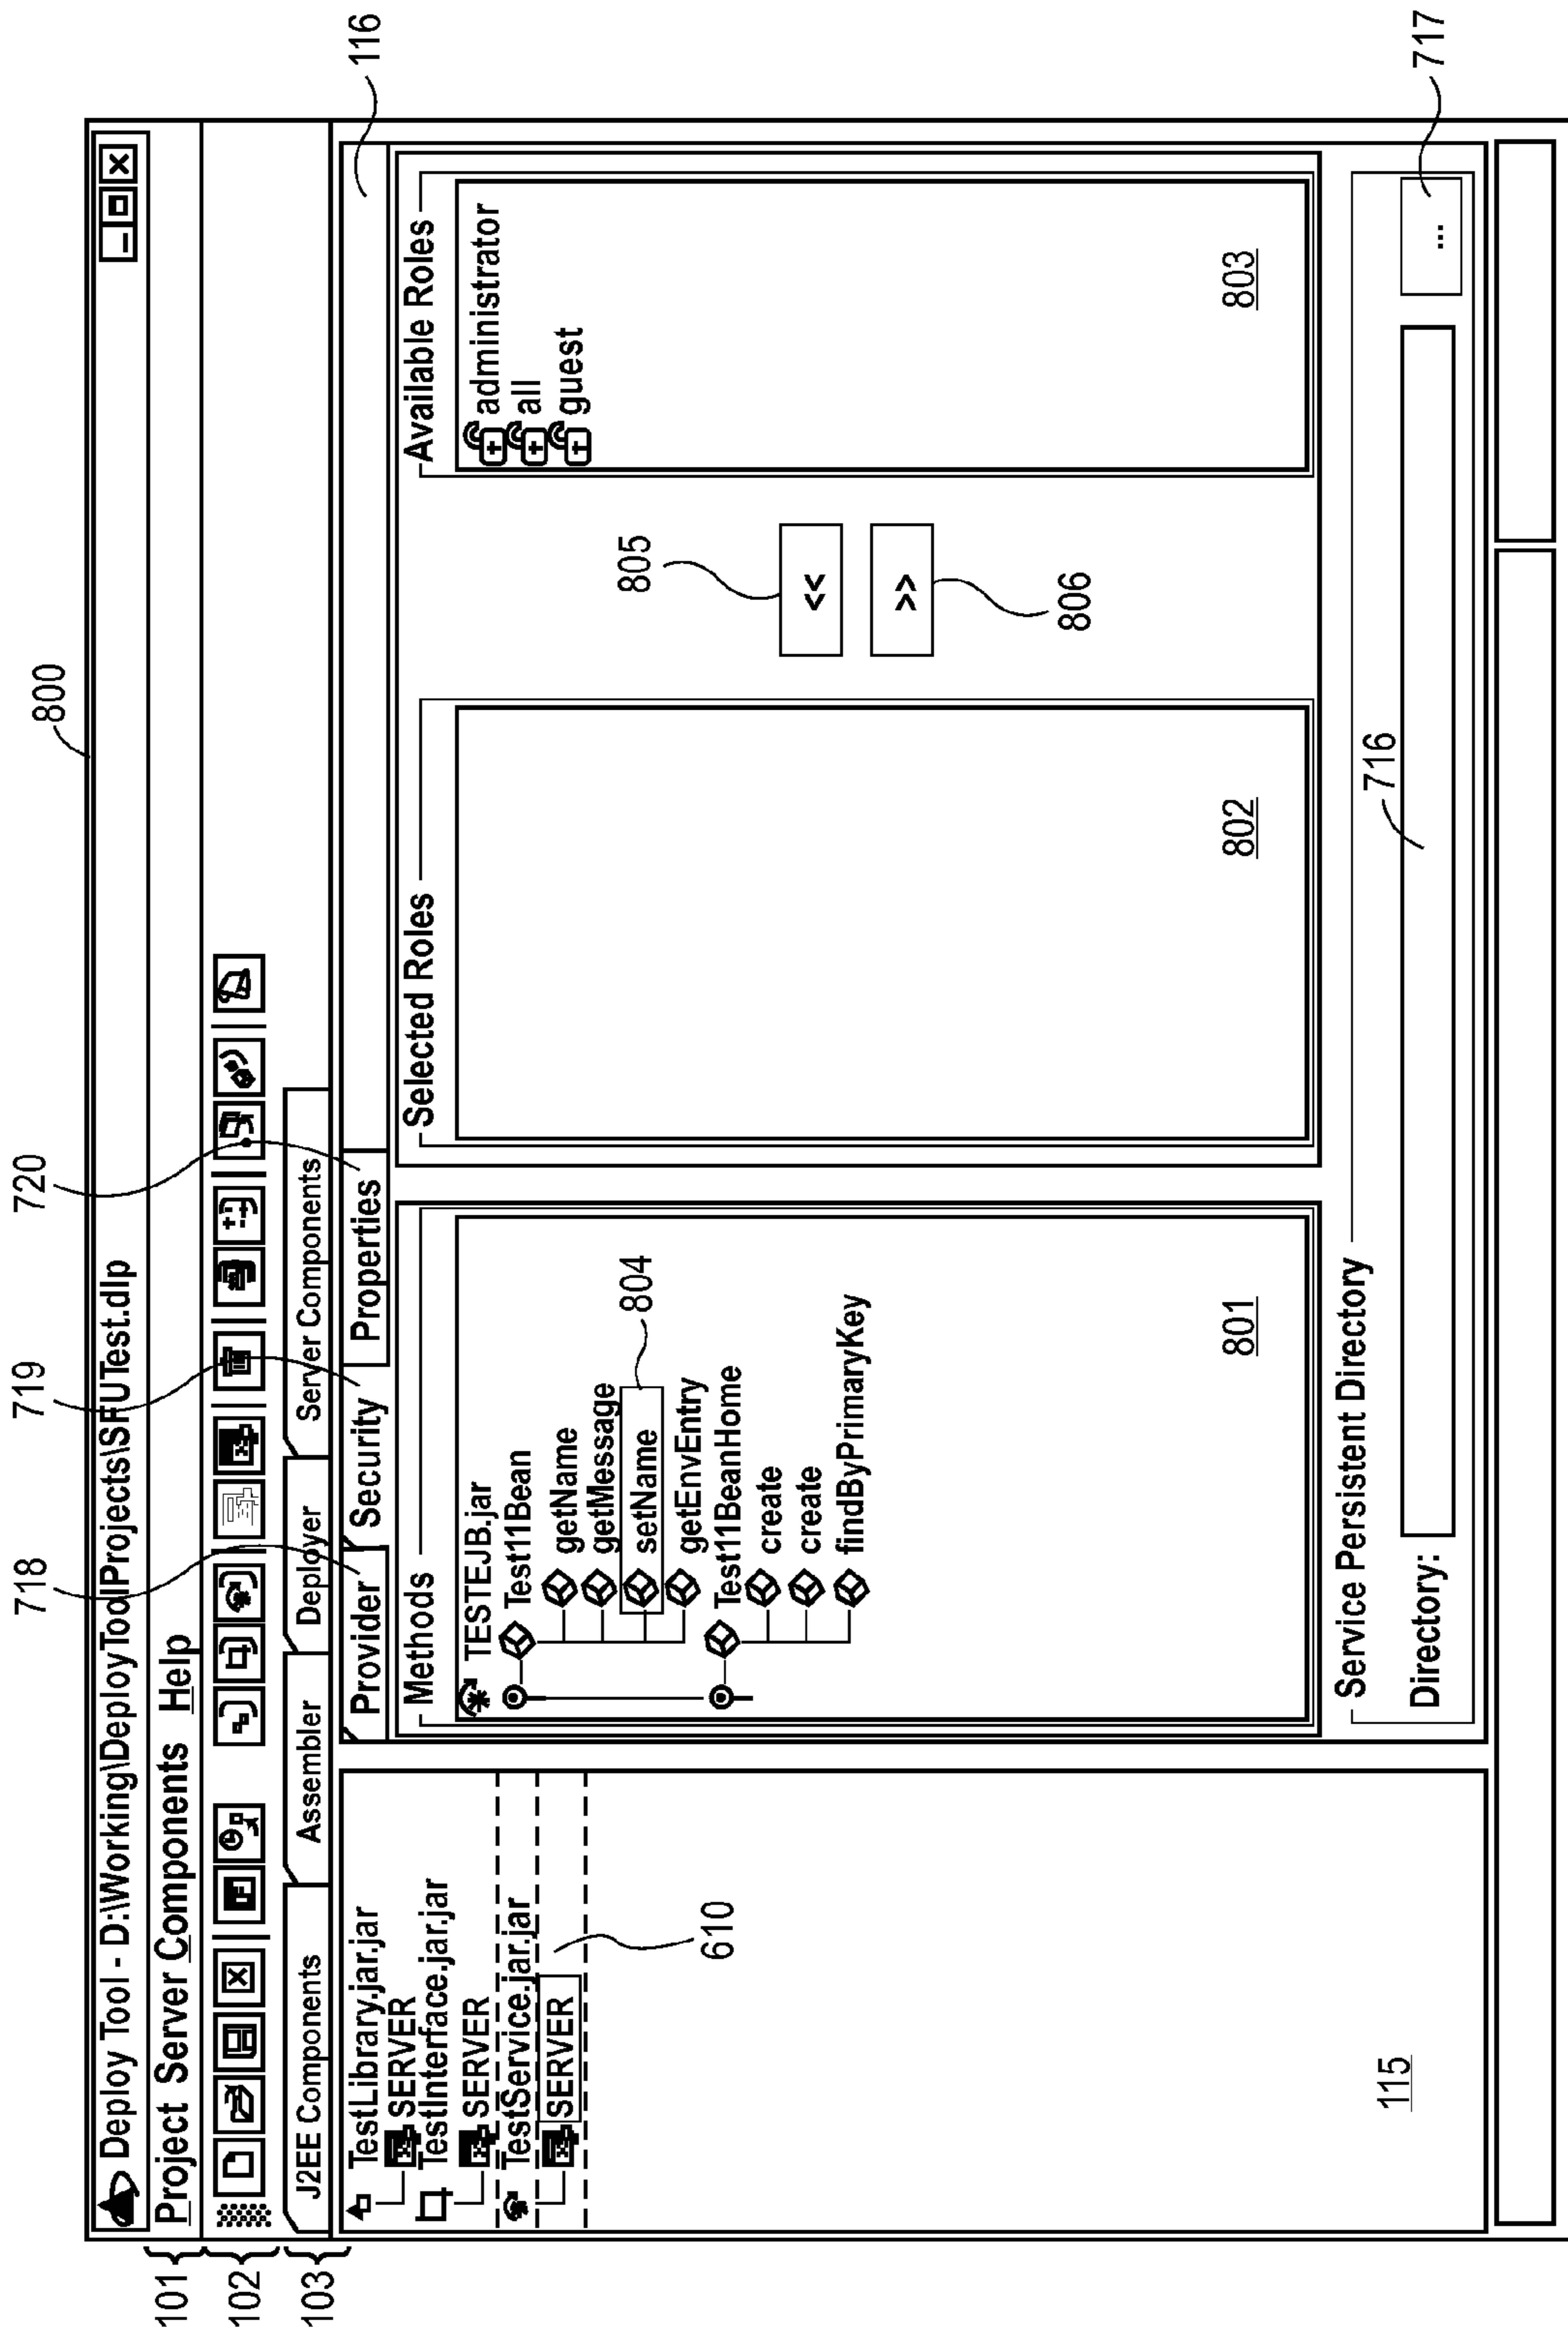 800
Deploy Tool - D:\Working\DeployToolProjects\SFUTest.dlp
101
Project Server Components Help
102
718
719
720
103
J2EE Components
Assembler
Deployer
Server Components
116
TestLibrary.jar.jar
SERVER
TestInterface.jar.jar
SERVER
TestService.jar.jar
SERVER
610
115
Provider
Security
Properties
Methods
TESTEJB.jar
Test11Bean
getName
getMessage
setName
804
getEnvEntry
Test11BeanHome
create
create
findByPrimaryKey
801
Selected Roles
802
805
<<
>>
806
Available Roles
administrator
all
guest
803
Service Persistent Directory
Directory:
716
...
717